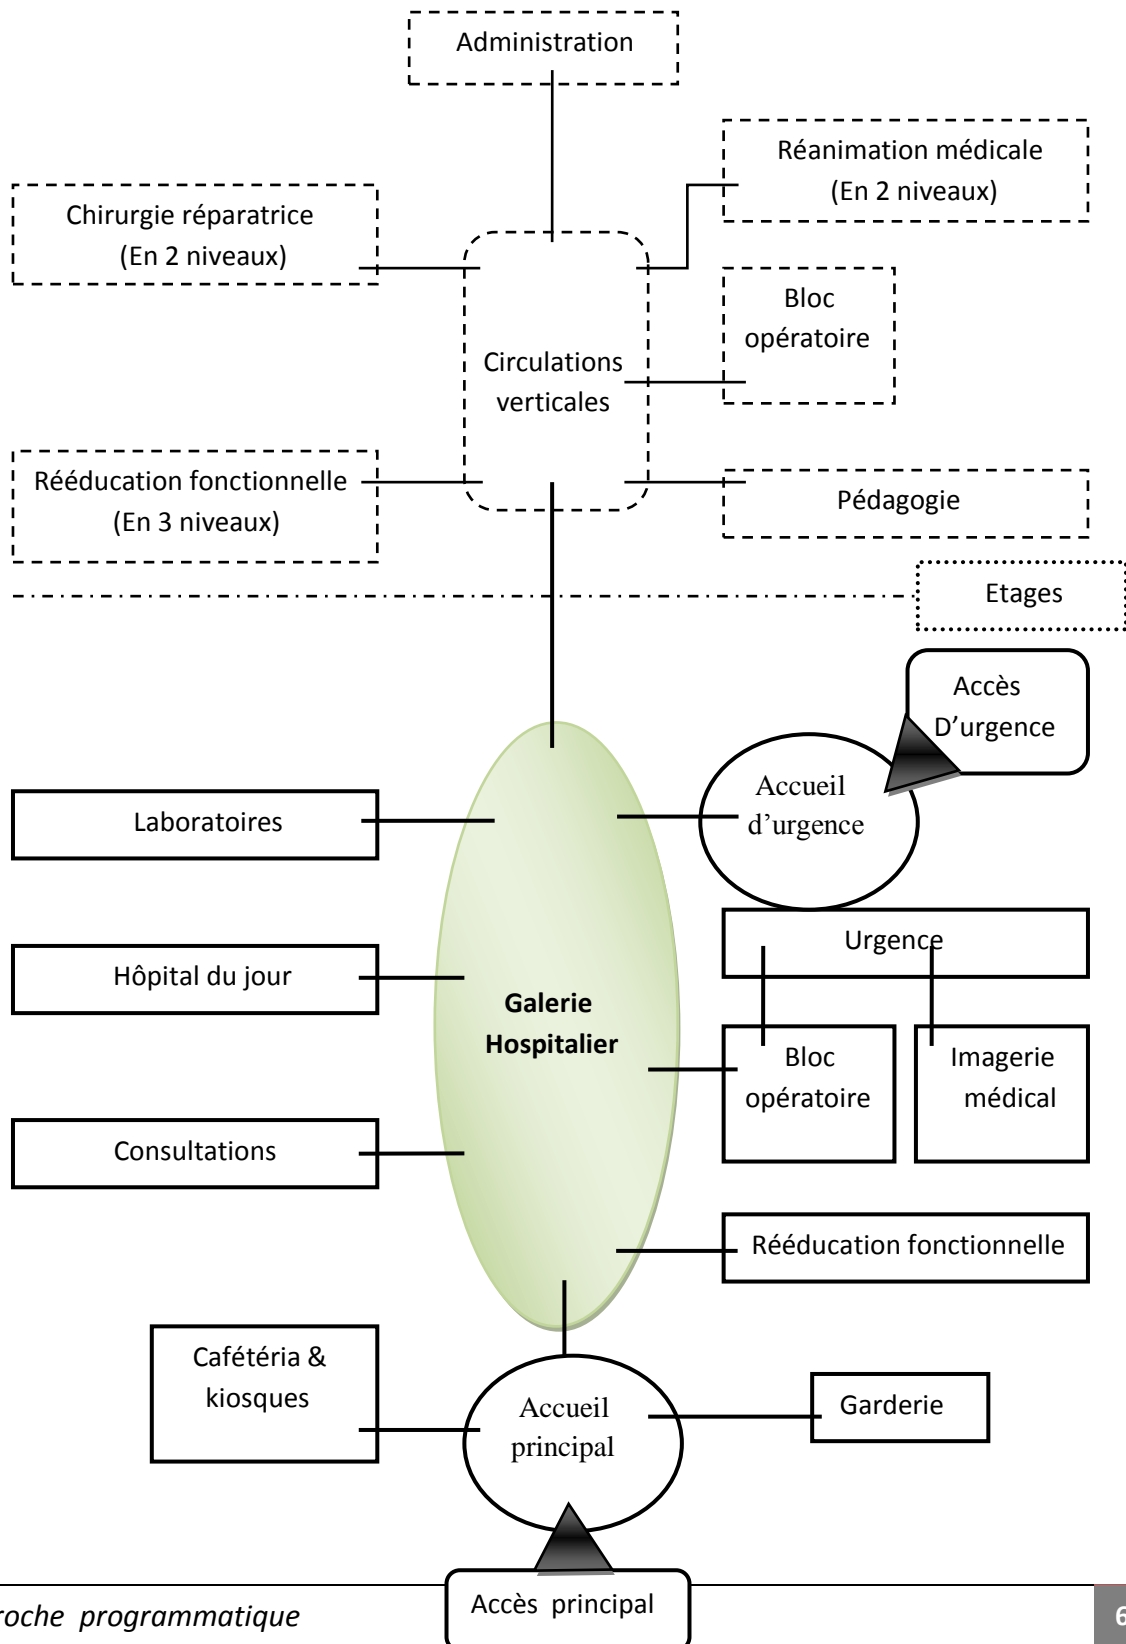 Administration
Réanimation médicale
(En 2 niveaux)
Chirurgie réparatrice
(En 2 niveaux)
Bloc
opératoire
Circulations
verticales
Rééducation fonctionnelle
(En 3 niveaux)
Pédagogie
Etages
Accès
D’urgence
Accueil
d’urgence
Laboratoires
Urgence
Hôpital du jour
Galerie
Hospitalier
Bloc
opératoire
Imagerie
médical
Consultations
Rééducation fonctionnelle
Cafétéria &
kiosques
Accueil
principal
Garderie
Accès principal
roche programmatique
6